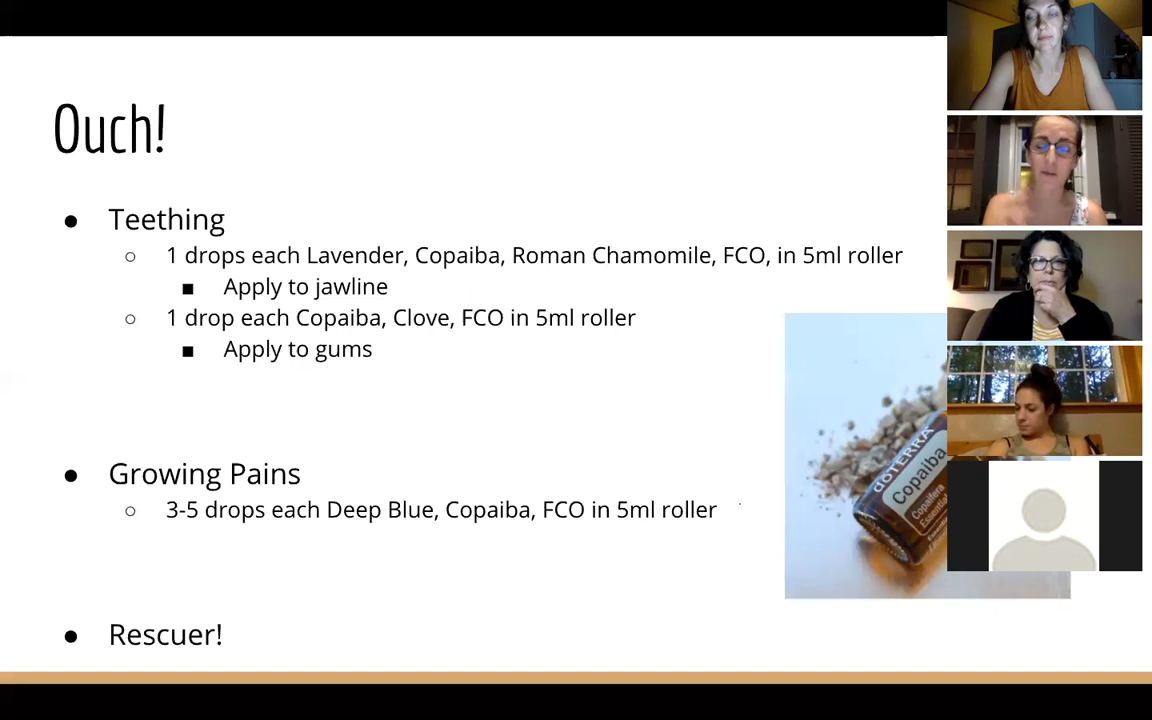 Ouch!
● Teething
○ 1 drops each Lavender, Copaiba, Roman Chamomile, FCO, in 5ml roller
■ Apply to jawline
○ 1 drop each Copaiba, Clove, FCO in 5ml roller
■ Apply to gums
● Growing Pains
○ 3-5 drops each Deep Blue, Copaiba, FCO in 5ml roller
● Rescuer!
dōTERRA
Copaiba
Copaifera
Essential